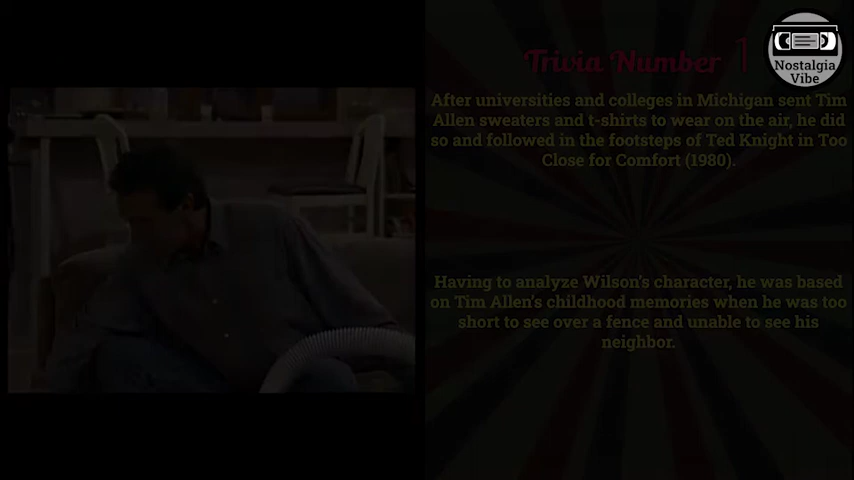 Trivia Number 1
Nostalgia
Vibe
After universities and colleges in Michigan sent Tim
Allen sweaters and t-shirts to wear on the air, he did
so and followed in the footsteps of Ted Knight in Too
Close for Comfort (1980).
Having to analyze Wilson's character, he was based
on Tim Allen's childhood memories when he was too
short to see over a fence and unable to see his
neighbor.